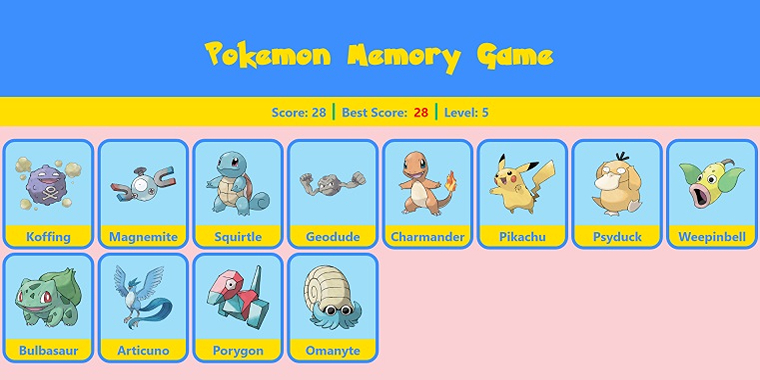 Pokemon Memory Game
Score: 28 | Best Score: 28 | Level: 5
Koffing Magnemite Squirtle Geodude Charmander Pikachu Psyduck Weepinbell
Bulbasaur Articuno Porygon Omanyte